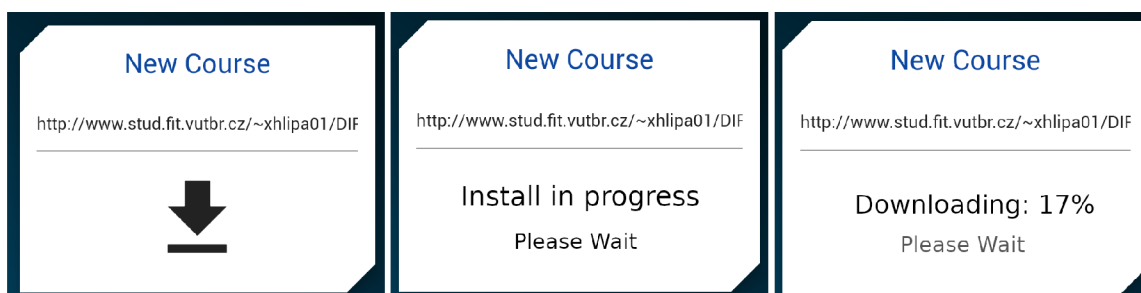 New Course
http://www.stud.fit.vutbr.cz/~xhlipa01/DIF
New Course
http://www.stud.fit.vutbr.cz/~xhlipa01/DIF
Install in progress
Please Wait
New Course
http://www.stud.fit.vutbr.cz/~xhlipa01/DIF
Downloading: 17%
Please Wait